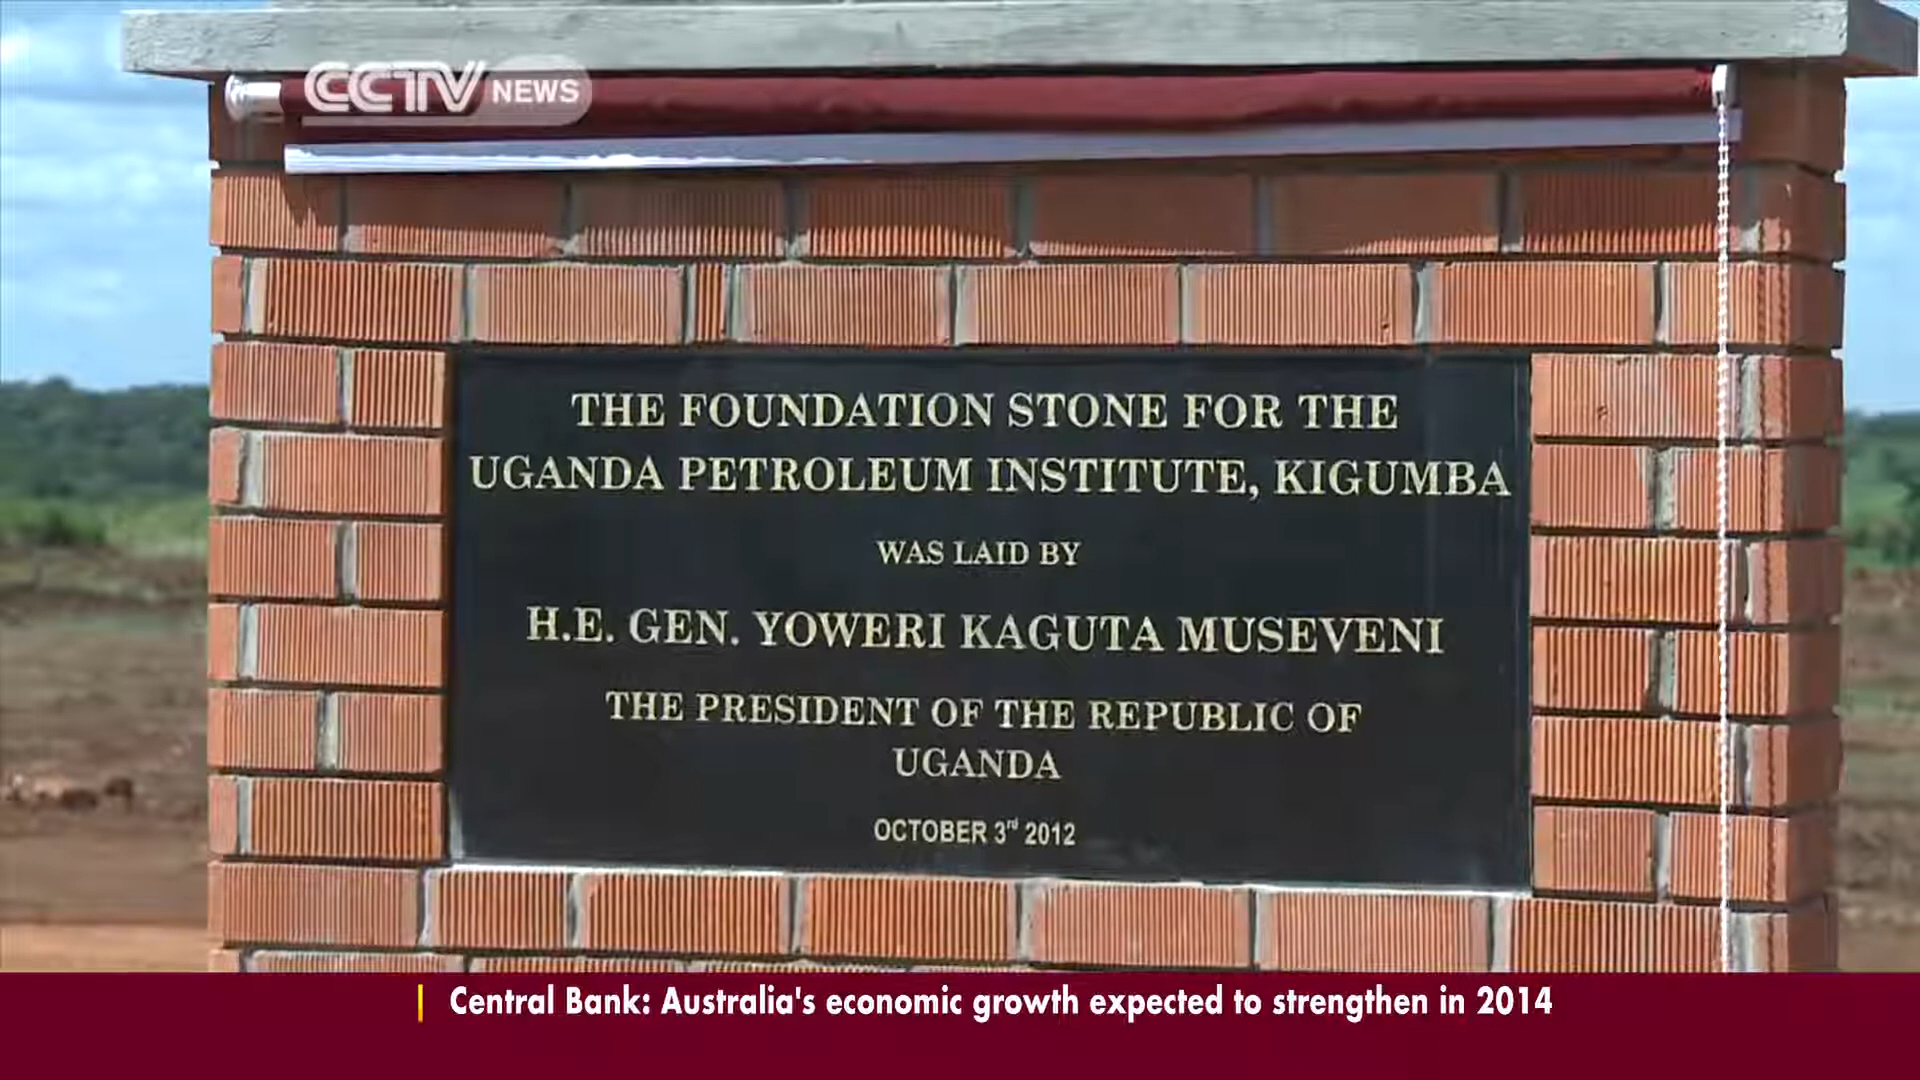 CCTV NEWS
THE FOUNDATION STONE FOR THE
UGANDA PETROLEUM INSTITUTE, KIGUMBA
WAS LAID BY
H.E. GEN. YOWERI KAGUTA MUSEVENI
THE PRESIDENT OF THE REPUBLIC OF
UGANDA
OCTOBER 3rd 2012
Central Bank: Australia's economic growth expected to strengthen in 2014